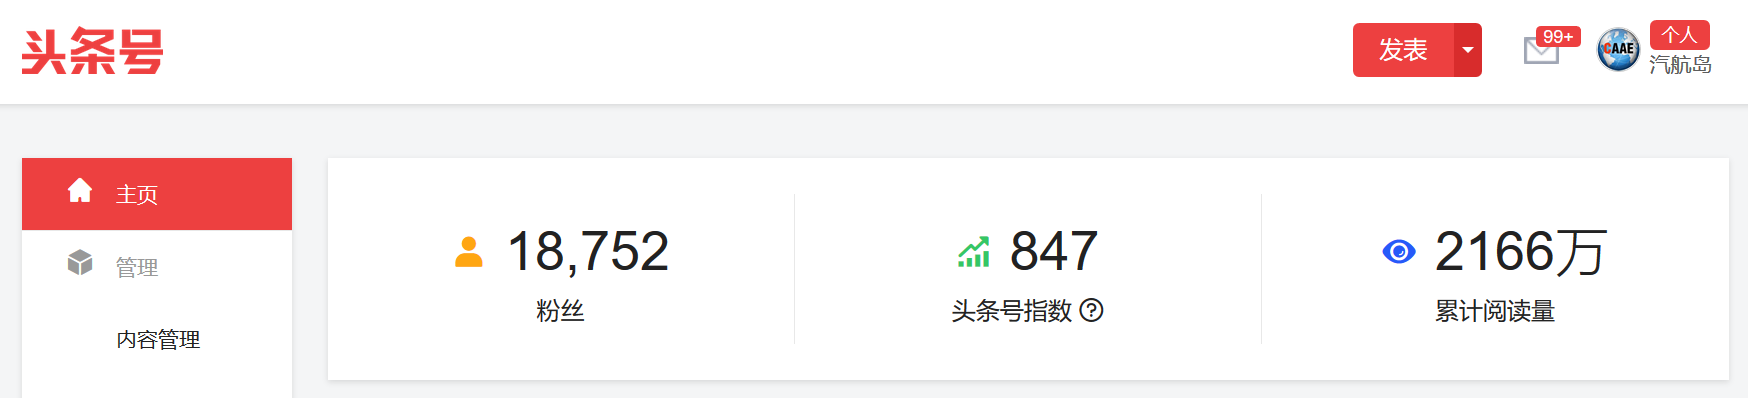 头条号
发表
99+
CAAE
个人
汽航岛
主页
管理
内容管理
18,752
粉丝
847
头条号指数
2166万
累计阅读量